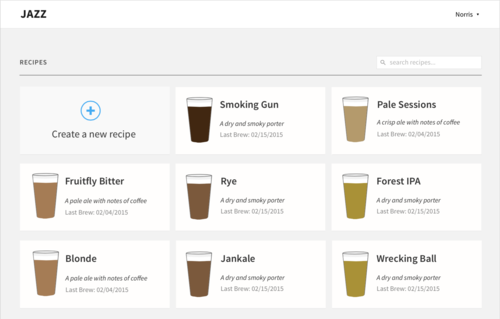 JAZZ
Norris
RECIPES
search recipes...
Create a new recipe
Smoking Gun
A dry and smoky porter
Last Brew: 02/15/2015
Pale Sessions
A crisp ale with notes of coffee
Last Brew: 02/04/2015
Fruitfly Bitter
A pale ale with notes of coffee
Last Brew: 02/04/2015
Rye
A dry and smoky porter
Last Brew: 02/15/2015
Forest IPA
A dry and smoky porter
Last Brew: 02/15/2015
Blonde
A pale ale with notes of coffee
Last Brew: 02/04/2015
Jankale
A dry and smoky porter
Last Brew: 02/15/2015
Wrecking Ball
A dry and smoky porter
Last Brew: 02/15/2015